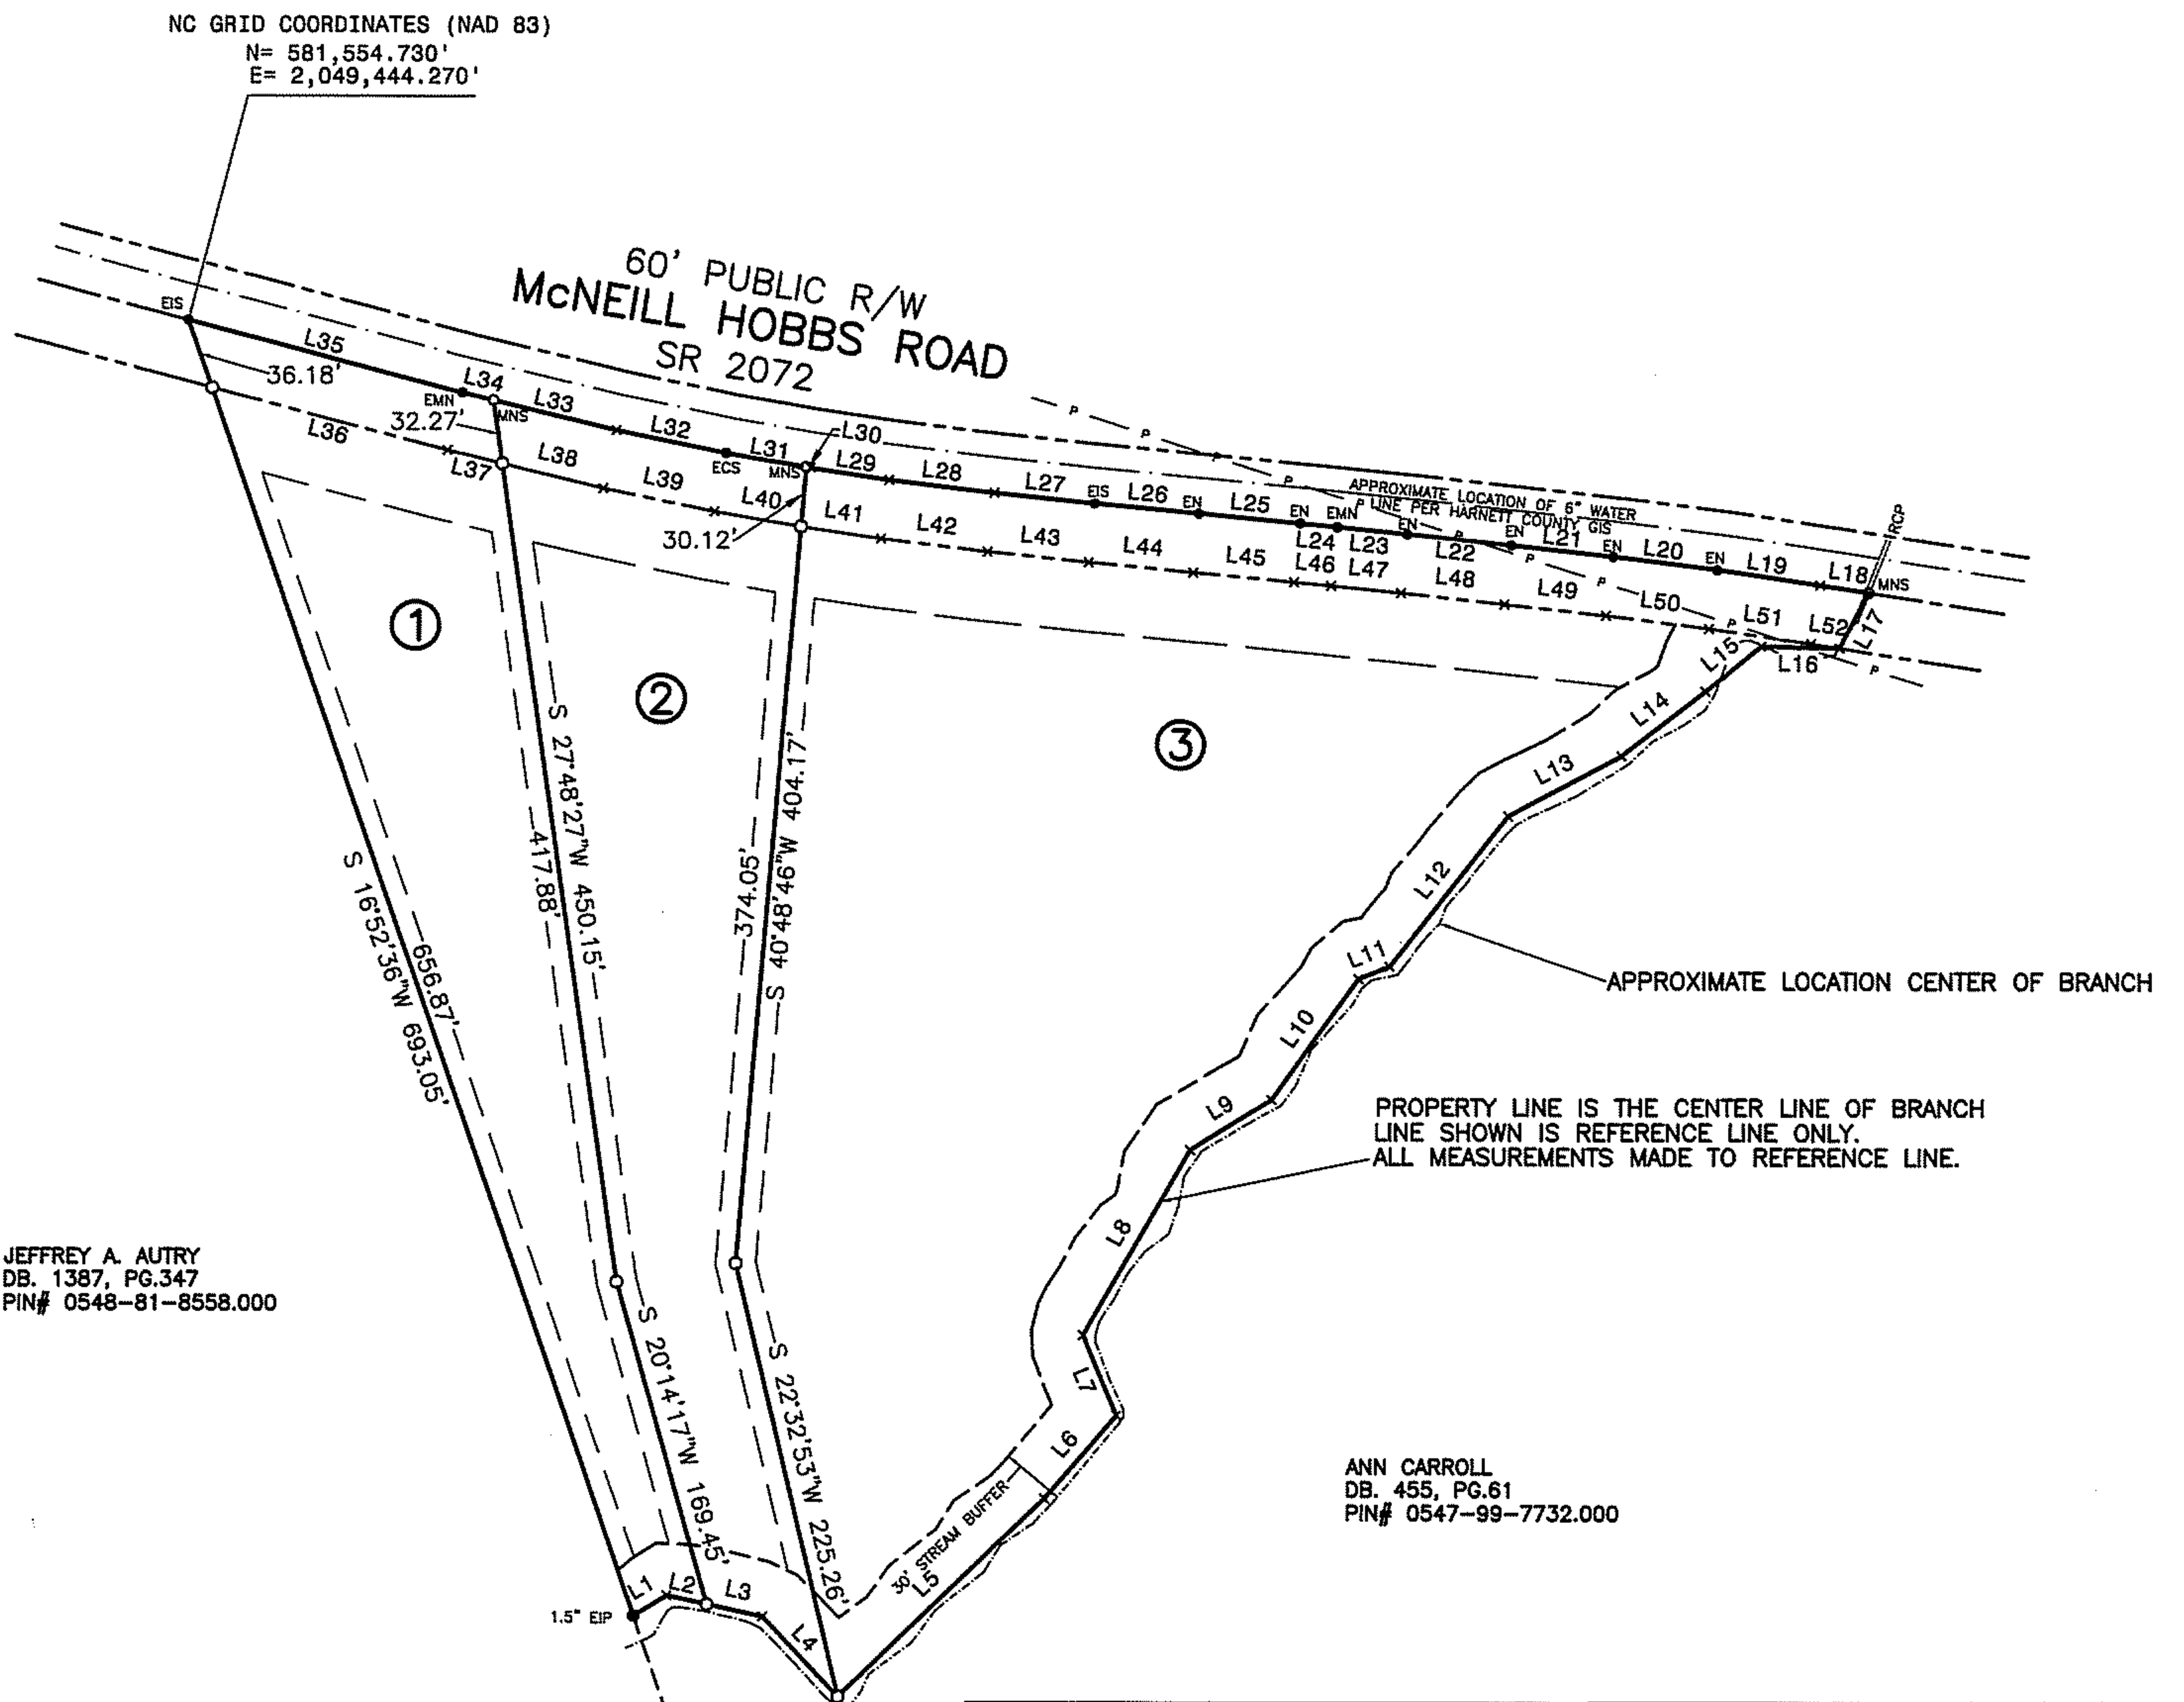 NC GRID COORDINATES (NAD 83)
N= 581,554.730'
E= 2,049,444.270'
60' PUBLIC R/W
McNEILL HOBBS ROAD
SR 2072
EIS
L35
36.18'
L34
EMN
MNS
L33
32.27'
L36
L37
L38
L32
L39
ECS
L31
MNS
L30
L29
L40
30.12'
L41
L28
L42
L27
L43
EIS
L26
L44
EN
L25
L45
EN
L24
L46
EMN
L23
L47
EN
L22
L48
EN
L21
L49
EN
L20
L50
EN
L19
L51
L18
L52
MNS
RCP
L17
L16
L15
P
P
P
P
P
P
P
P
P
P
P
APPROXIMATE LOCATION OF 6" WATER
LINE PER HARNETT COUNTY GIS
1
2
3
S 16°52'36"W 693.05'
656.87'
S 27°48'27"W 450.15'
417.88'
S 40°48'46"W 404.17'
374.05'
S 20°14'17"W 169.45'
S 22°32'53"W 225.26'
L14
L13
L12
L11
L10
L9
L8
L7
L6
L5
L4
L3
L2
L1
APPROXIMATE LOCATION CENTER OF BRANCH
PROPERTY LINE IS THE CENTER LINE OF BRANCH
LINE SHOWN IS REFERENCE LINE ONLY.
ALL MEASUREMENTS MADE TO REFERENCE LINE.
JEFFREY A. AUTRY
DB. 1387, PG.347
PIN# 0548-81-8558.000
ANN CARROLL
DB. 455, PG.61
PIN# 0547-99-7732.000
30' STREAM BUFFER
1.5" EIP